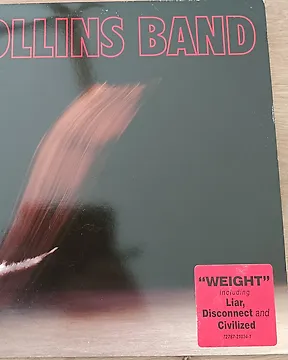 OLLINS BAND
"WEIGHT"
including
Liar,
Disconnect and
Civilized